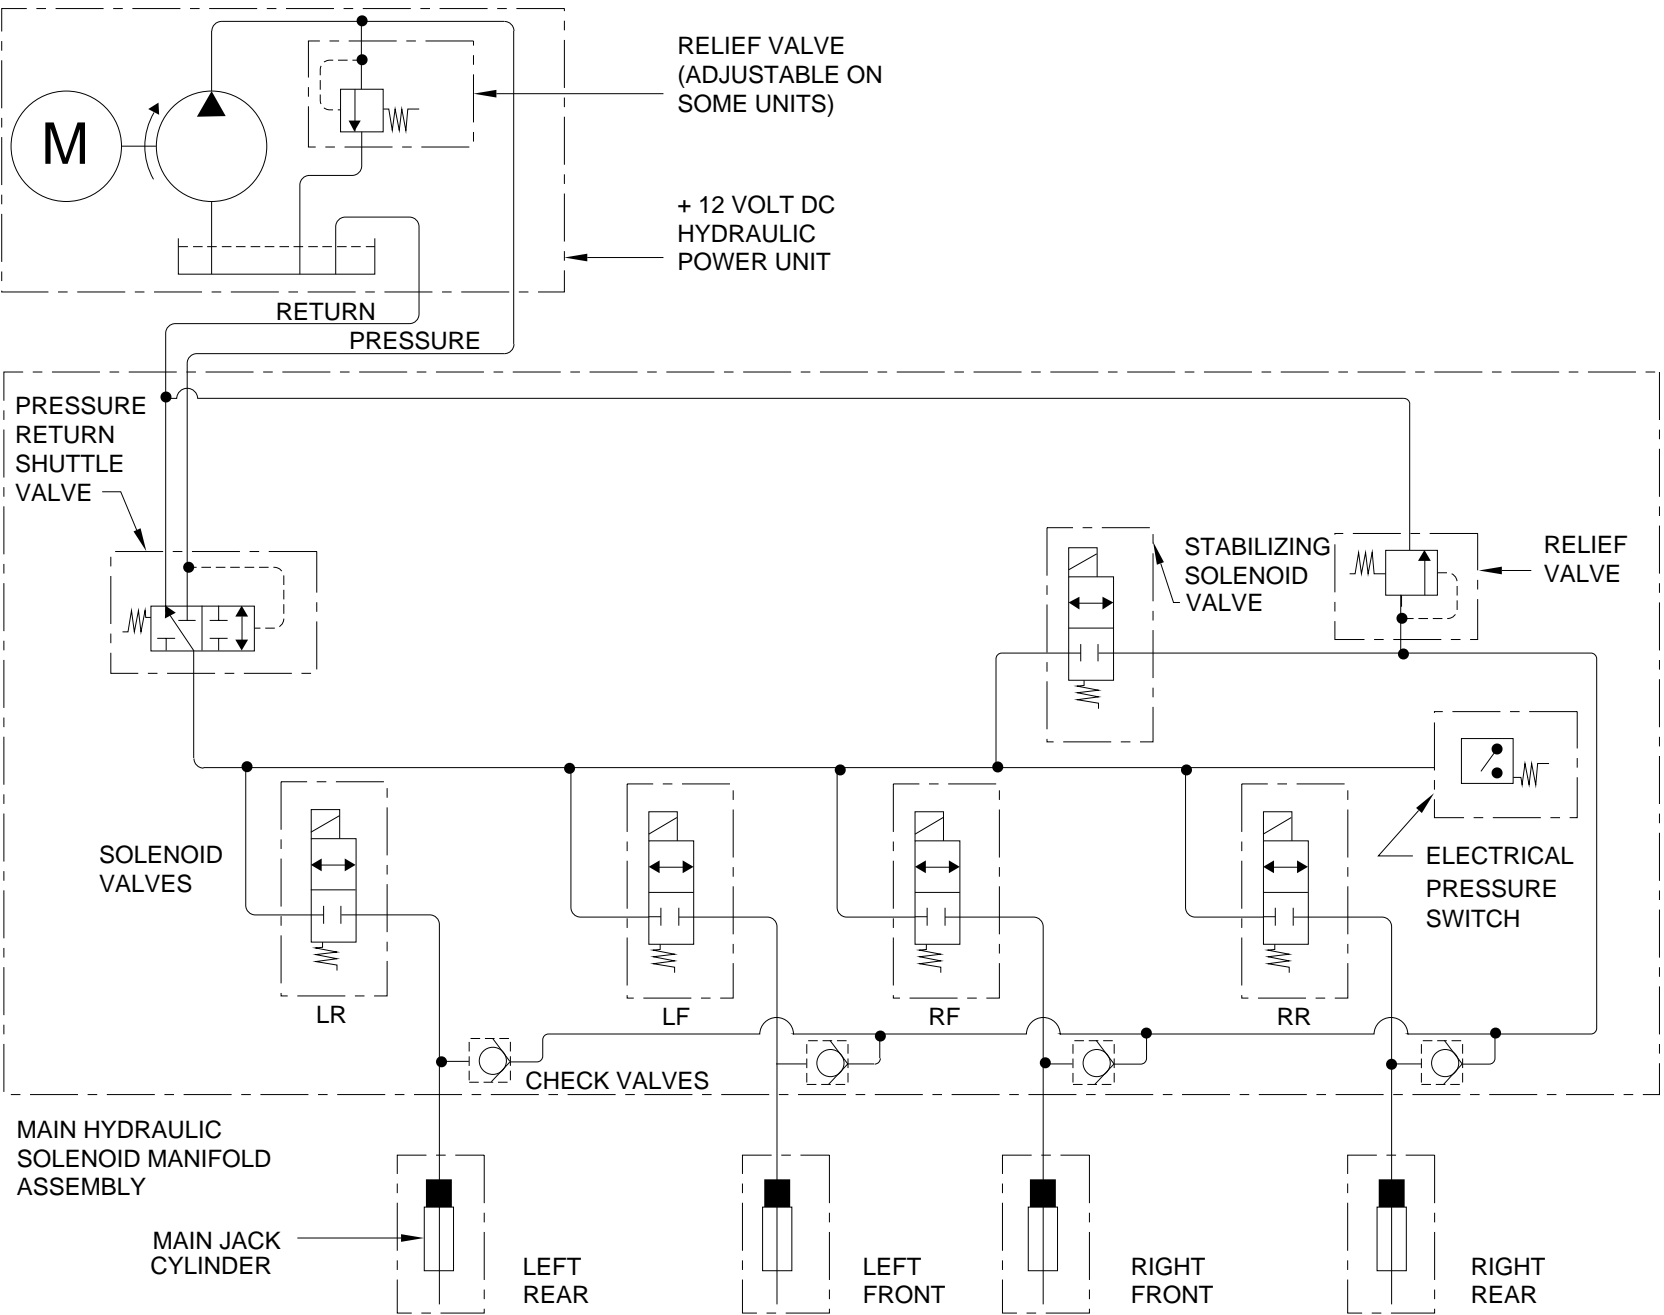 RELIEF VALVE
(ADJUSTABLE ON
SOME UNITS)
M
+ 12 VOLT DC
HYDRAULIC
POWER UNIT
RETURN
PRESSURE
PRESSURE
RETURN
SHUTTLE
VALVE
STABILIZING
SOLENOID
VALVE
RELIEF
VALVE
SOLENOID
VALVES
ELECTRICAL
PRESSURE
SWITCH
LR
LF
RF
RR
CHECK VALVES
MAIN HYDRAULIC
SOLENOID MANIFOLD
ASSEMBLY
MAIN JACK
CYLINDER
LEFT
REAR
LEFT
FRONT
RIGHT
FRONT
RIGHT
REAR